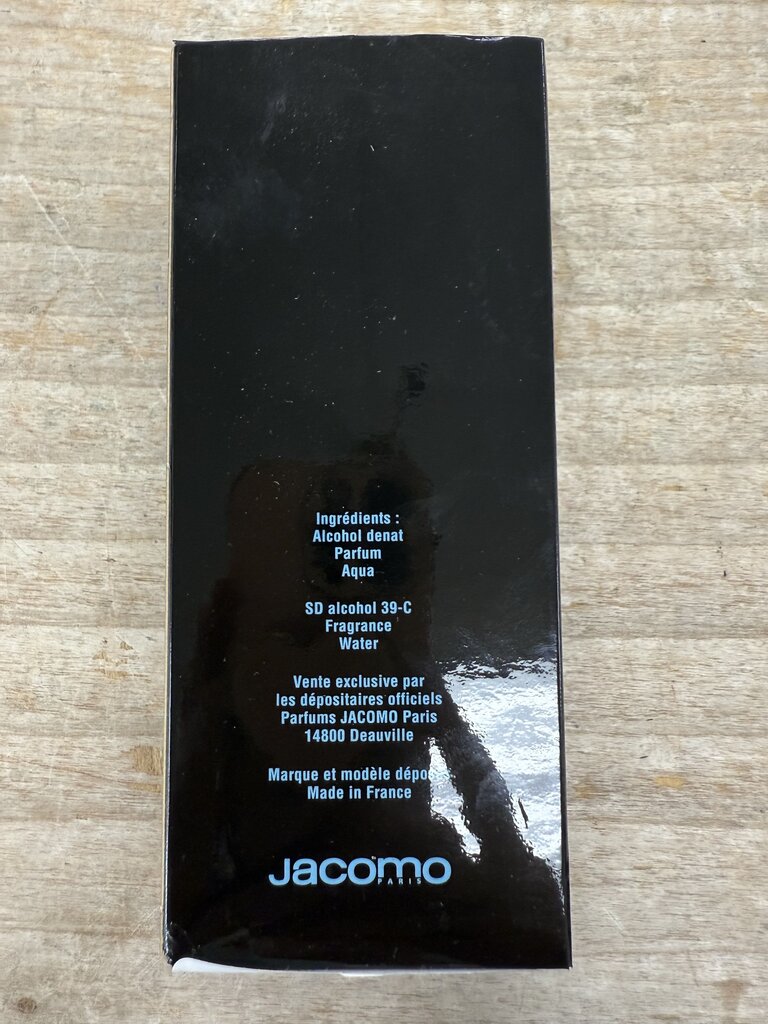 Ingrédients :
Alcohol denat
Parfum
Aqua
SD alcohol 39-C
Fragrance
Water
Vente exclusive par
les dépositaires officiels
Parfums JACOMO Paris
14800 Deauville
Marque et modèle
Made in France
Jacomo
PARIS